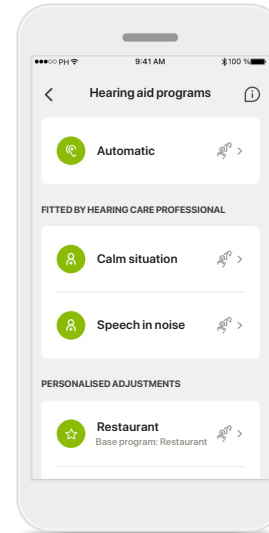 PH 9:41 AM 100 %
Hearing aid programs
Automatic
FITTED BY HEARING CARE PROFESSIONAL
Calm situation
Speech in noise
PERSONALISED ADJUSTMENTS
Restaurant
Base program: Restaurant